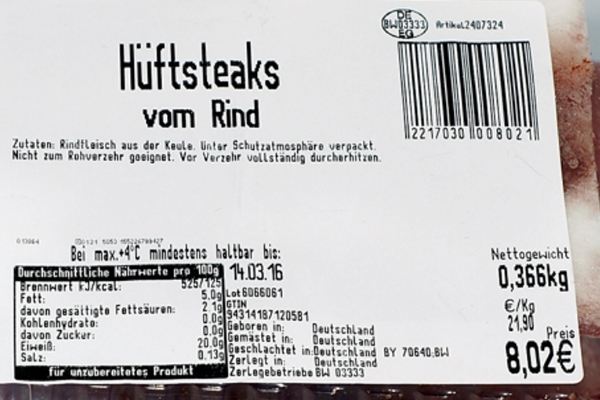 DE
BW03333
EG
Artikel2407324
Hüftsteaks
vom Rind
2217030 008021
Zutaten: Rindfleisch aus der Keule. Unter Schutzatmosphäre verpackt.
Nicht zum Rohverzehr geeignet. Vor Verzehr vollständig durcherhitzen.
Bei max.+4°C mindestens haltbar bis:
14.03.16
Durchschnittliche Nährwerte pro 100g
Brennwert kJ/kcal: 525/125
Fett: 5.0g
davon gesättigte Fettsäuren: 2.1g
Kohlenhydrate: 0.0g
davon Zucker: 0.0g
Eiweiß: 20.0g
Salz: 0.13g
für unzubereitetes Produkt
Lot6066061
GTIN
94314187120581
Geboren in: Deutschland
Gemästet in: Deutschland
Geschlachtet in:Deutschland BY 70640:BW
Zerlegt in: Deutschland
Zerlegebetriebe BW 03333
Nettogewicht
0,366kg
€/Kg
21,90
Preis
8,02€